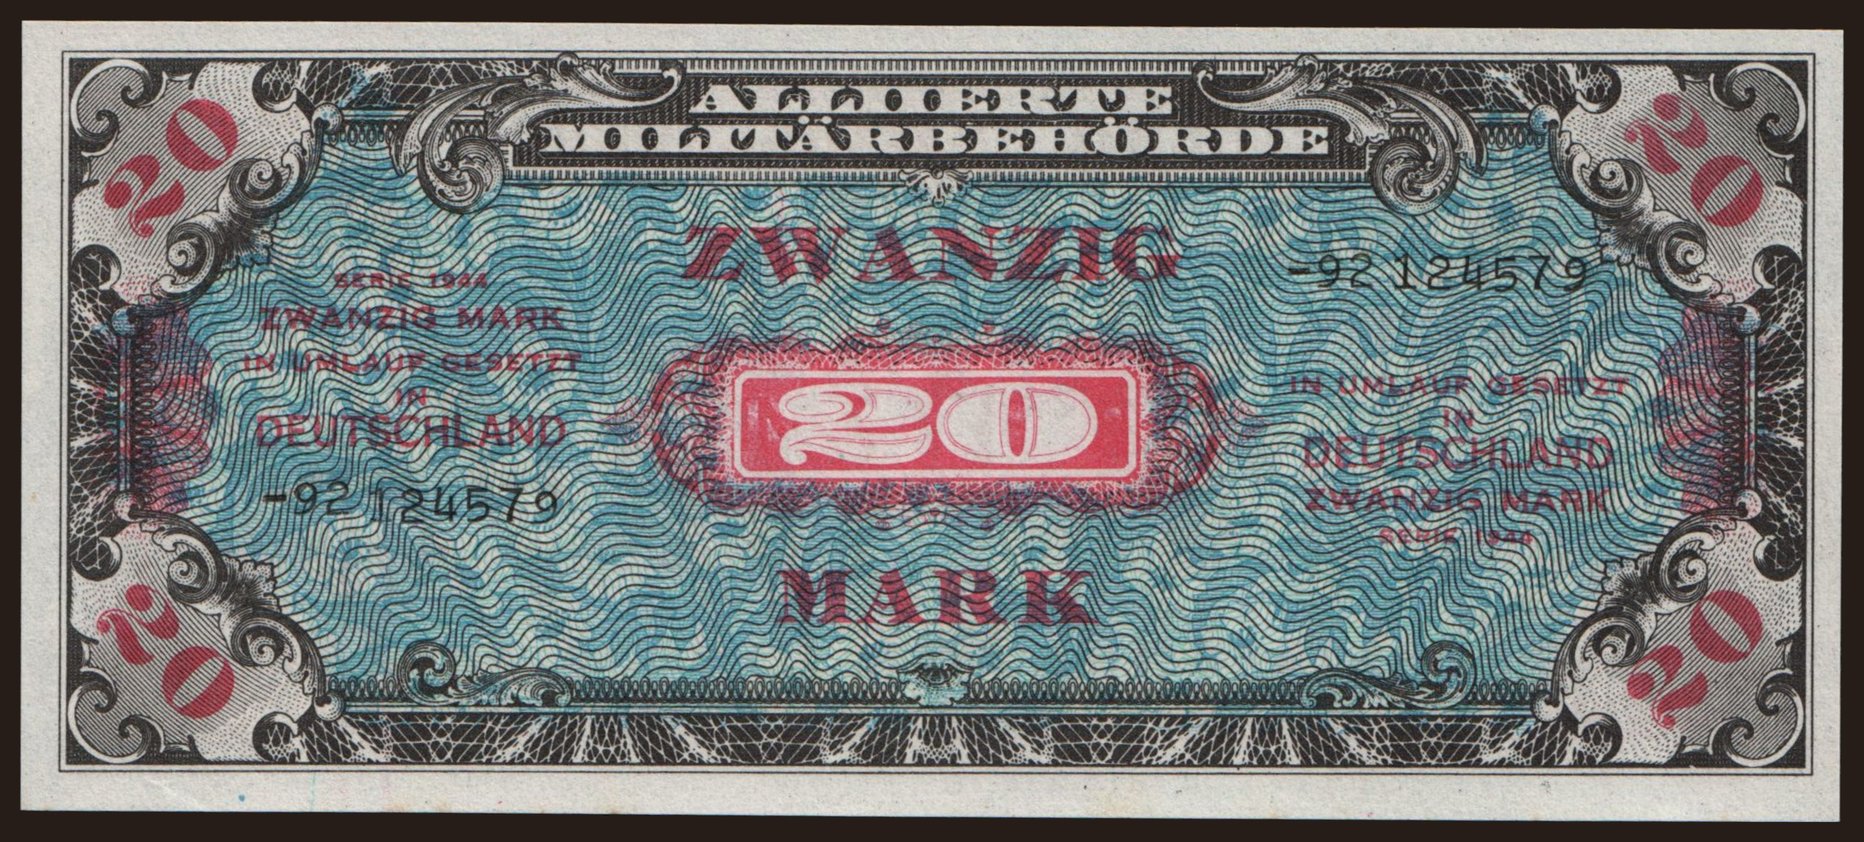 20
ALLIIERTE
MILITÄRBEHÖRDE
20
ZWANZIG
-92124579
SERIE 1944
ZWANZIG MARK
IN UMLAUF GESETZT
IN
DEUTSCHLAND
-92124579
20
IN UMLAUF GESETZT
IN
DEUTSCHLAND
ZWANZIG MARK
SERIE 1944
MARK
20
20